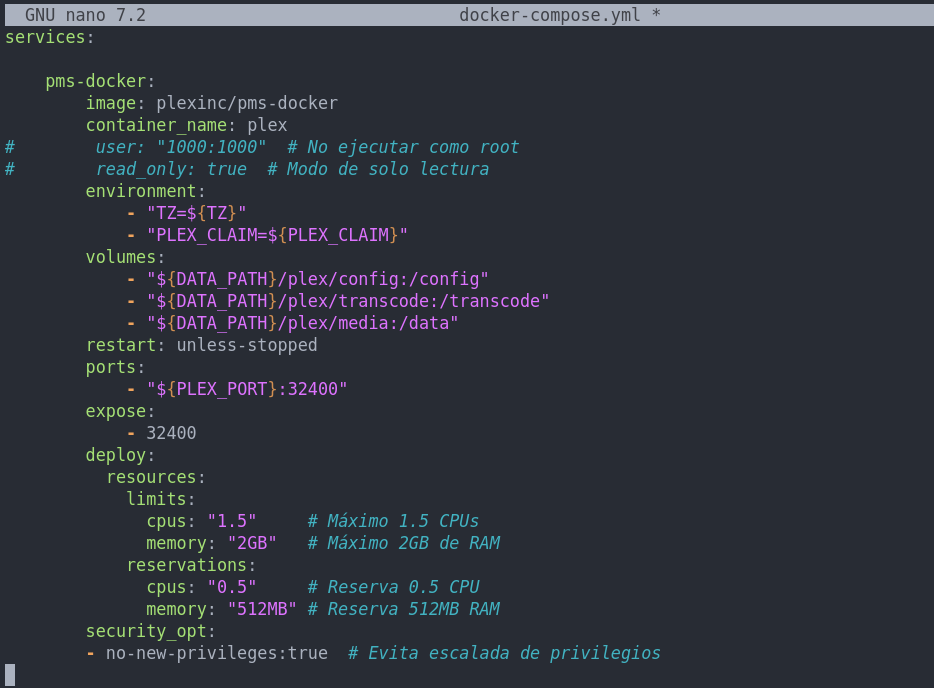 GNU nano 7.2 docker-compose.yml *
services:

    pms-docker:
        image: plexinc/pms-docker
        container_name: plex
#        user: "1000:1000"  # No ejecutar como root
#        read_only: true  # Modo de solo lectura
        environment:
            - "TZ=${TZ}"
            - "PLEX_CLAIM=${PLEX_CLAIM}"
        volumes:
            - "${DATA_PATH}/plex/config:/config"
            - "${DATA_PATH}/plex/transcode:/transcode"
            - "${DATA_PATH}/plex/media:/data"
        restart: unless-stopped
        ports:
            - "${PLEX_PORT}:32400"
        expose:
            - 32400
        deploy:
          resources:
            limits:
              cpus: "1.5"     # Máximo 1.5 CPUs
              memory: "2GB"   # Máximo 2GB de RAM
            reservations:
              cpus: "0.5"     # Reserva 0.5 CPU
              memory: "512MB" # Reserva 512MB RAM
        security_opt:
        - no-new-privileges:true  # Evita escalada de privilegios